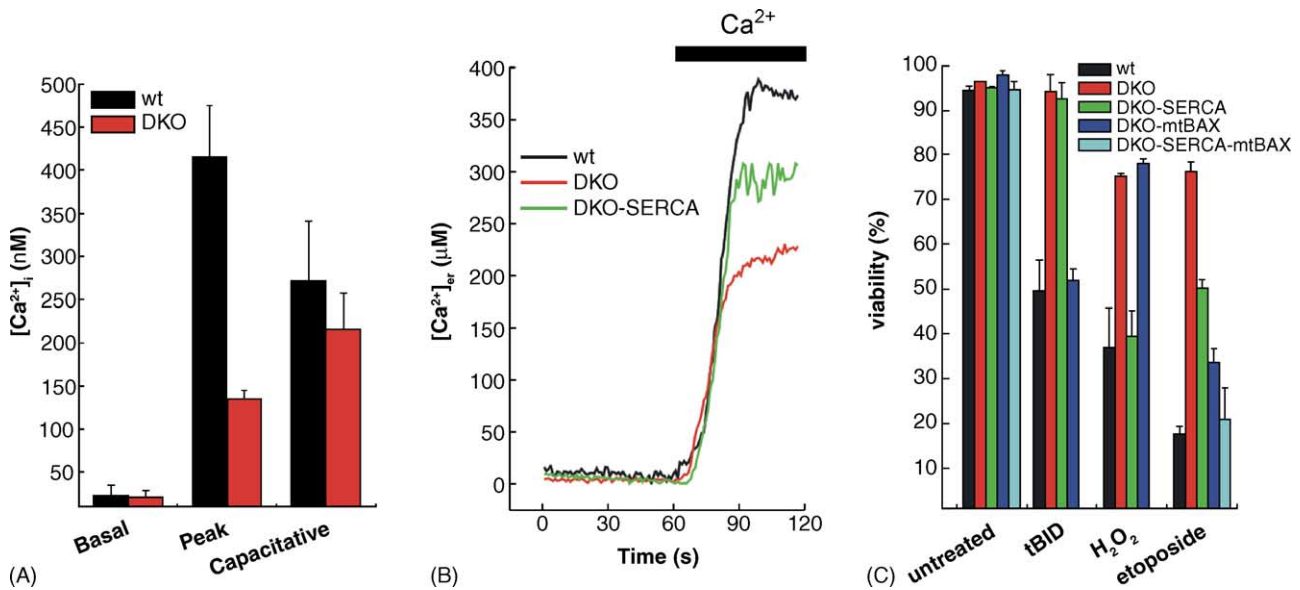 [Ca2+]i (nM)
500
450
400
350
300
250
200
150
100
50
wt
DKO
Basal
Peak
Capacitative
(A)
Ca2+
[Ca2+]er (μM)
400
350
300
250
200
150
100
50
0
wt
DKO
DKO-SERCA
0 30 60 90 120
Time (s)
(B)
viability (%)
100
90
80
70
60
50
40
30
20
10
wt
DKO
DKO-SERCA
DKO-mtBAX
DKO-SERCA-mtBAX
untreated
tBID
H2O2
etoposide
(C)